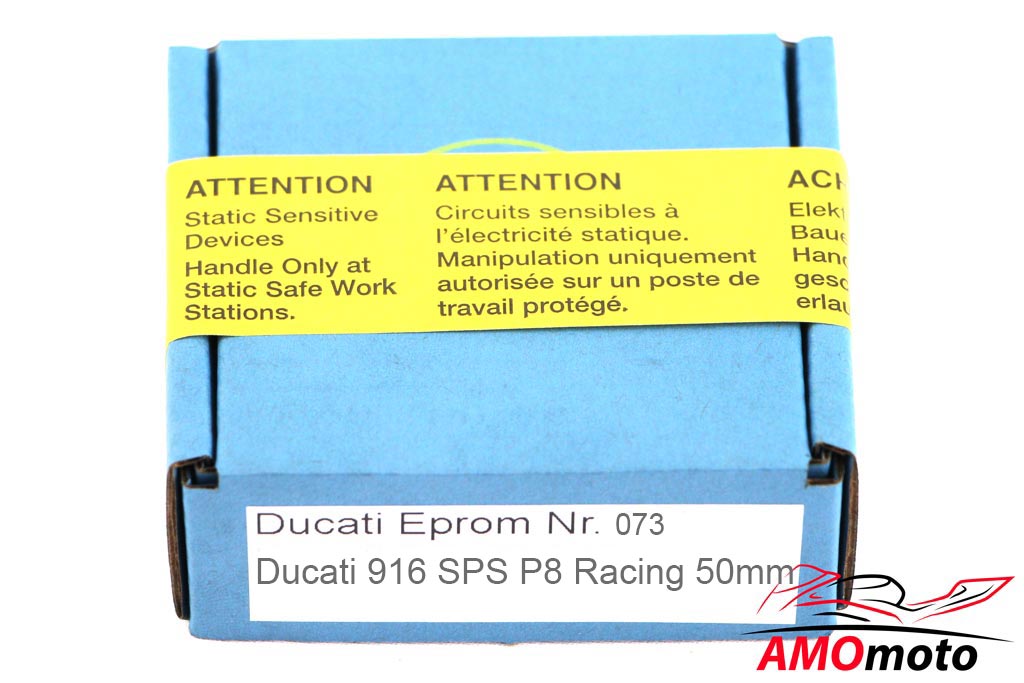 ATTENTION
Static Sensitive
Devices
Handle Only at
Static Safe Work
Stations.
ATTENTION
Circuits sensibles à
l'électricité statique.
Manipulation uniquement
autorisée sur un poste de
travail protégé.
Ducati Eprom Nr. 073
Ducati 916 SPS P8 Racing 50mm
AMOmoto